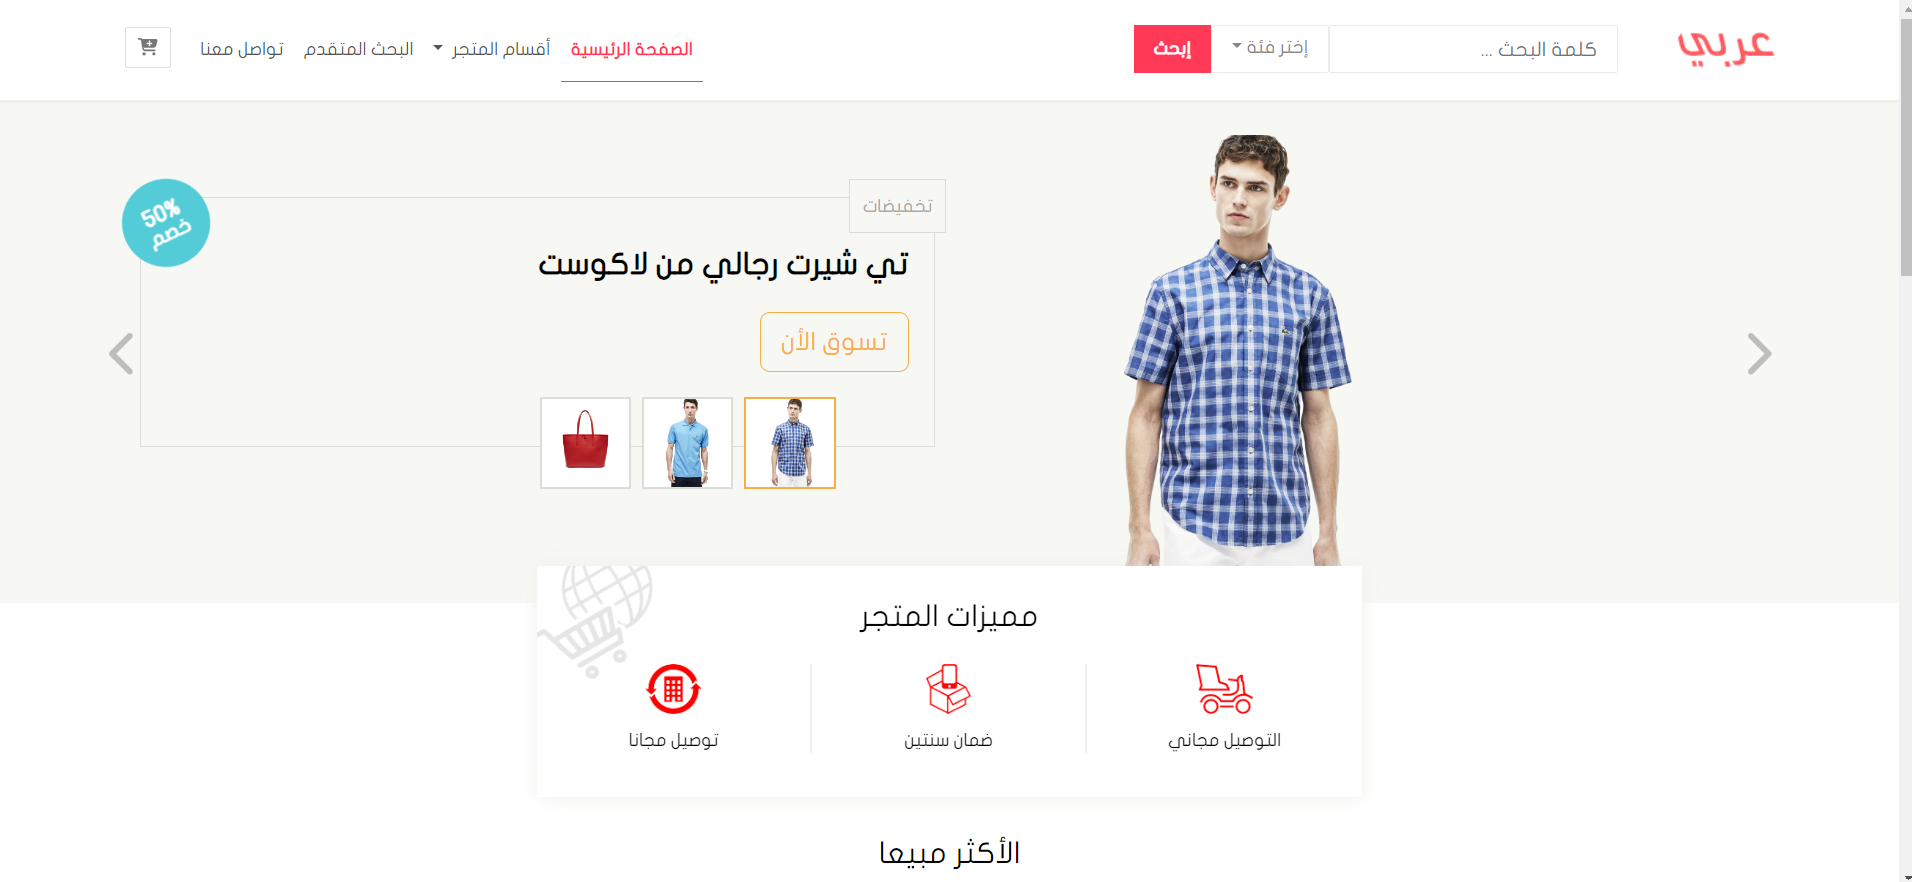 عربي
كلمة البحث ...
إختر فئة
إبحث
الصفحة الرئيسية
أقسام المتجر
البحث المتقدم
تواصل معنا
تخفيضات
50%
خصم
تي شيرت رجالي من لاكوست
تسوق الأن
مميزات المتجر
التوصيل مجاني
ضمان سنتين
توصيل مجانا
الأكثر مبيعا